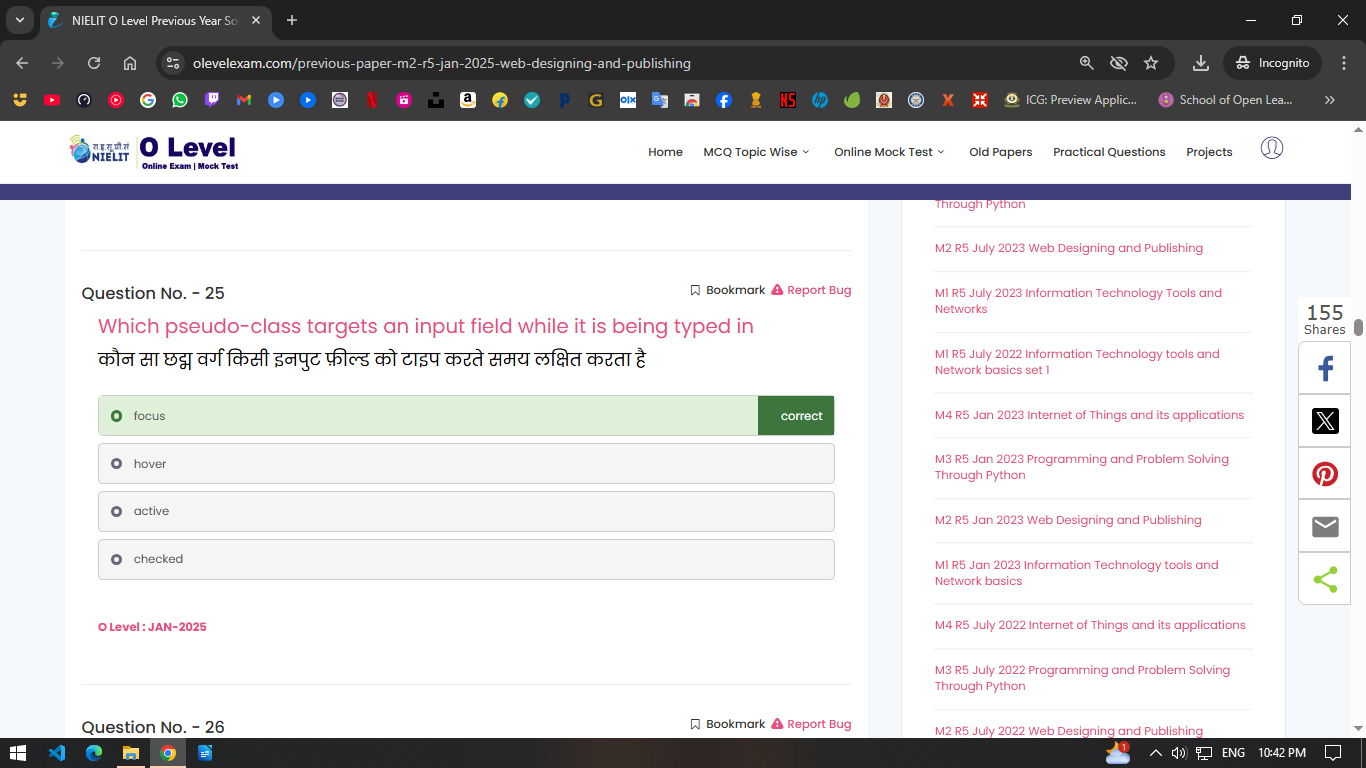 NIELIT O Level Previous Year So
olevelexam.com/previous-paper-m2-r5-jan-2025-web-designing-and-publishing
Incognito
ICG: Preview Applic...
School of Open Lea...
NIELIT
O Level
Online Exam | Mock Test
Home
MCQ Topic Wise
Online Mock Test
Old Papers
Practical Questions
Projects
Question No. - 25
Bookmark
Report Bug
Which pseudo-class targets an input field while it is being typed in
कौन सा छद्म वर्ग किसी इनपुट फ़ील्ड को टाइप करते समय लक्षित करता है
focus
correct
hover
active
checked
O Level : JAN-2025
Question No. - 26
Bookmark
Report Bug
Through Python
M2 R5 July 2023 Web Designing and Publishing
M1 R5 July 2023 Information Technology Tools and
Networks
M1 R5 July 2022 Information Technology tools and
Network basics set 1
M4 R5 Jan 2023 Internet of Things and its applications
M3 R5 Jan 2023 Programming and Problem Solving
Through Python
M2 R5 Jan 2023 Web Designing and Publishing
M1 R5 Jan 2023 Information Technology tools and
Network basics
M4 R5 July 2022 Internet of Things and its applications
M3 R5 July 2022 Programming and Problem Solving
Through Python
M2 R5 July 2022 Web Designing and Publishing
155
Shares
1
ENG
10:42 PM